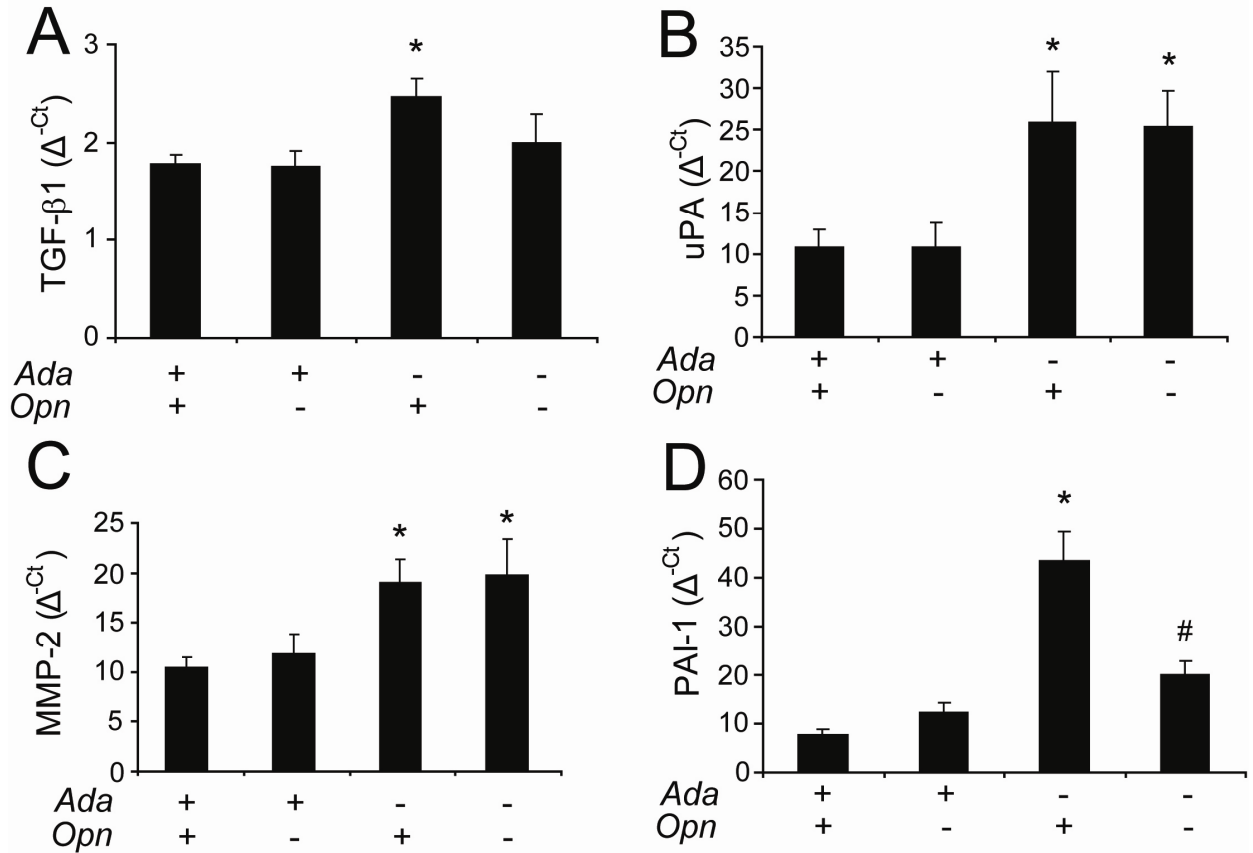 A
TGF-β1 (Δ-Ct)
3
2
1
0
*
Ada + + - -
Opn + - + -
B
uPA (Δ-Ct)
35
30
25
20
15
10
5
0
* *
Ada + + - -
Opn + - + -
C
MMP-2 (Δ-Ct)
25
20
15
10
5
0
* *
Ada + + - -
Opn + - + -
D
PAI-1 (Δ-Ct)
60
50
40
30
20
10
0
* #
Ada + + - -
Opn + - + -